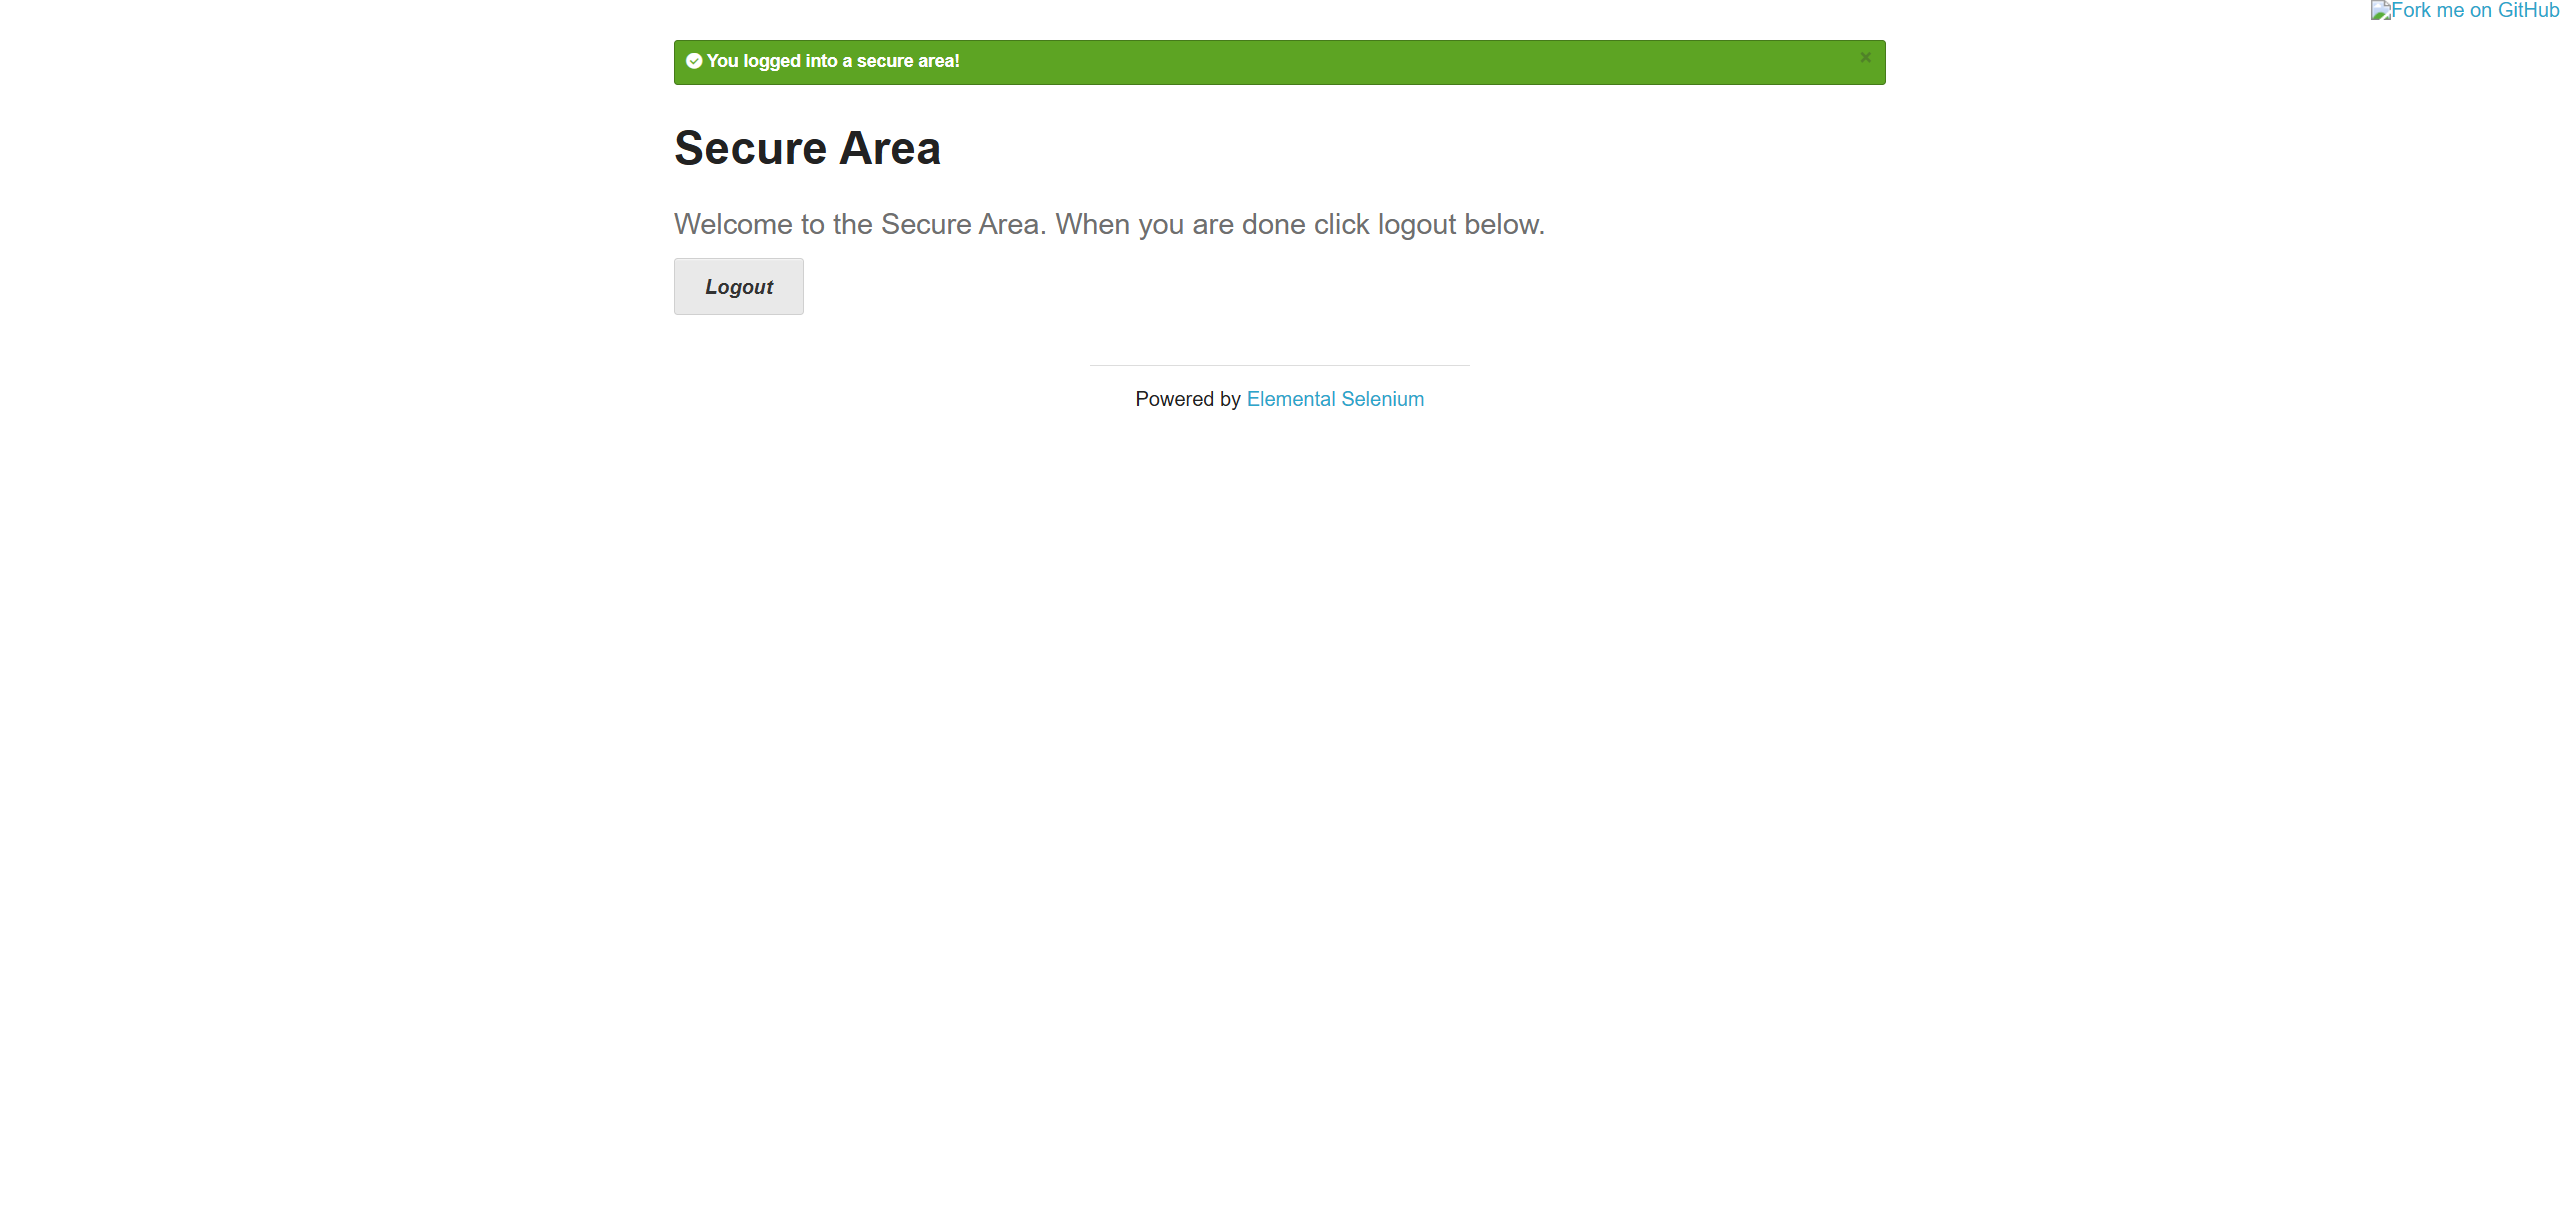 Fork me on GitHub
You logged into a secure area! ×
Secure Area
Welcome to the Secure Area. When you are done click logout below.
Logout
Powered by Elemental Selenium